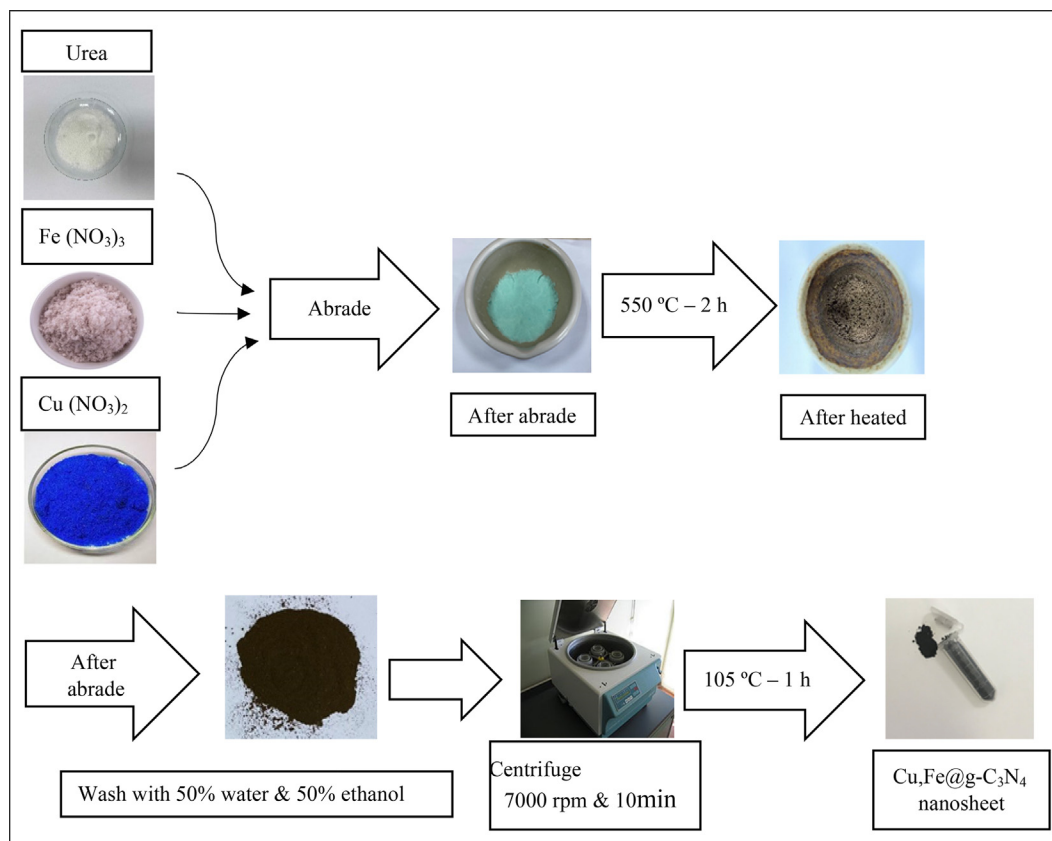 Urea
Fe (NO₃)₃
Cu (NO₃)₂
Abrade
After abrade
550 ºC – 2 h
After heated
After
abrade
Wash with 50% water & 50% ethanol
Centrifuge
7000 rpm & 10min
105 ºC – 1 h
Cu,Fe@g-C₃N₄
nanosheet